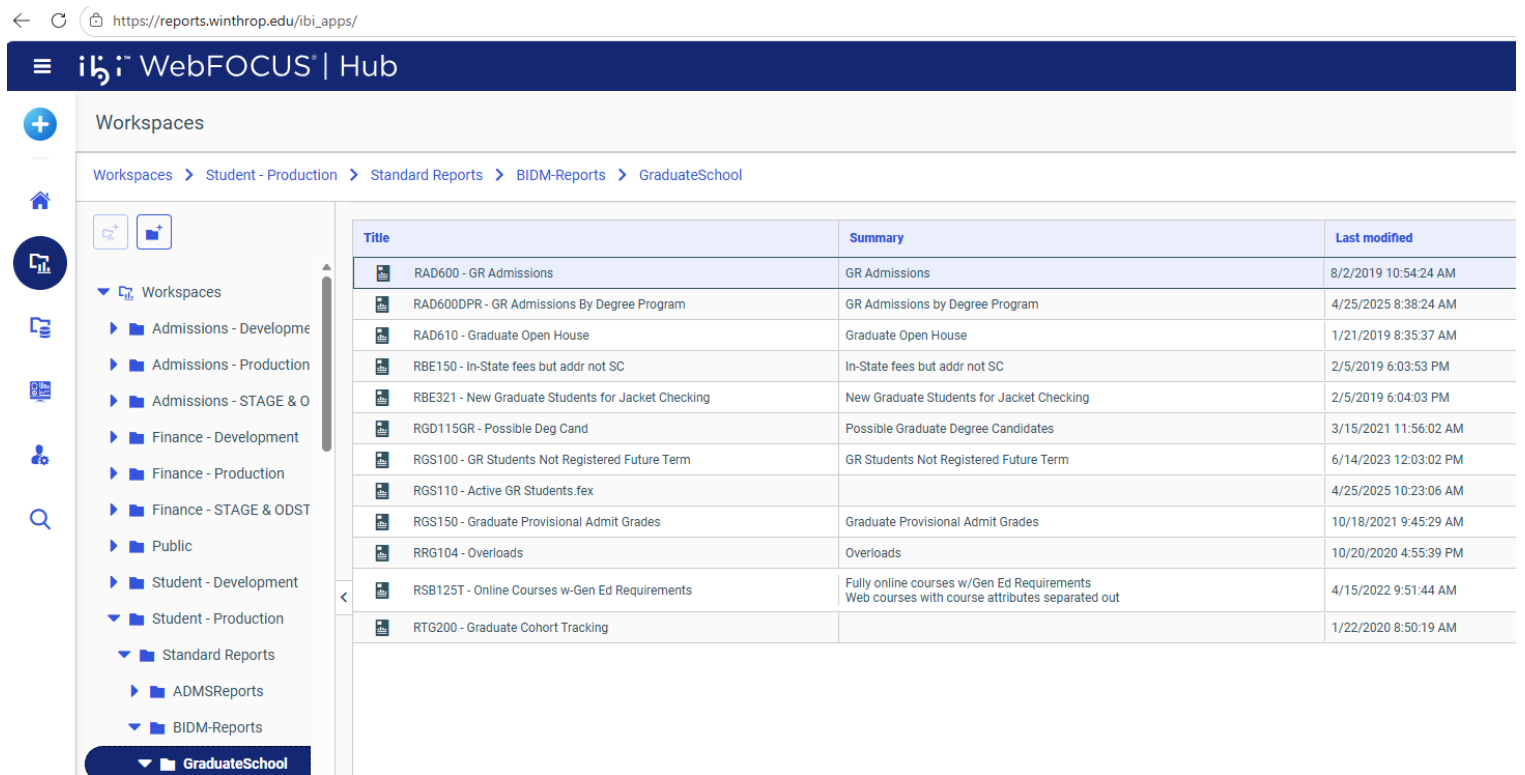 https://reports.winthrop.edu/ibi_apps/
ibi™ WebFOCUS® | Hub
Workspaces
Workspaces > Student - Production > Standard Reports > BIDM-Reports > GraduateSchool
Title Summary Last modified
RAD600 - GR Admissions GR Admissions 8/2/2019 10:54:24 AM
RAD600DPR - GR Admissions By Degree Program GR Admissions by Degree Program 4/25/2025 8:38:24 AM
RAD610 - Graduate Open House Graduate Open House 1/21/2019 8:35:37 AM
RBE150 - In-State fees but addr not SC In-State fees but addr not SC 2/5/2019 6:03:53 PM
RBE321 - New Graduate Students for Jacket Checking New Graduate Students for Jacket Checking 2/5/2019 6:04:03 PM
RGD115GR - Possible Deg Cand Possible Graduate Degree Candidates 3/15/2021 11:56:02 AM
RGS100 - GR Students Not Registered Future Term GR Students Not Registered Future Term 6/14/2023 12:03:02 PM
RGS110 - Active GR Students.fex 4/25/2025 10:23:06 AM
RGS150 - Graduate Provisional Admit Grades Graduate Provisional Admit Grades 10/18/2021 9:45:29 AM
RRG104 - Overloads Overloads 10/20/2020 4:55:39 PM
RSB125T - Online Courses w-Gen Ed Requirements Fully online courses w/Gen Ed Requirements 4/15/2022 9:51:44 AM
Web courses with course attributes separated out
RTG200 - Graduate Cohort Tracking 1/22/2020 8:50:19 AM
Workspaces
Admissions - Developme
Admissions - Production
Admissions - STAGE & O
Finance - Development
Finance - Production
Finance - STAGE & ODST
Public
Student - Development
Student - Production
Standard Reports
ADMSReports
BIDM-Reports
GraduateSchool